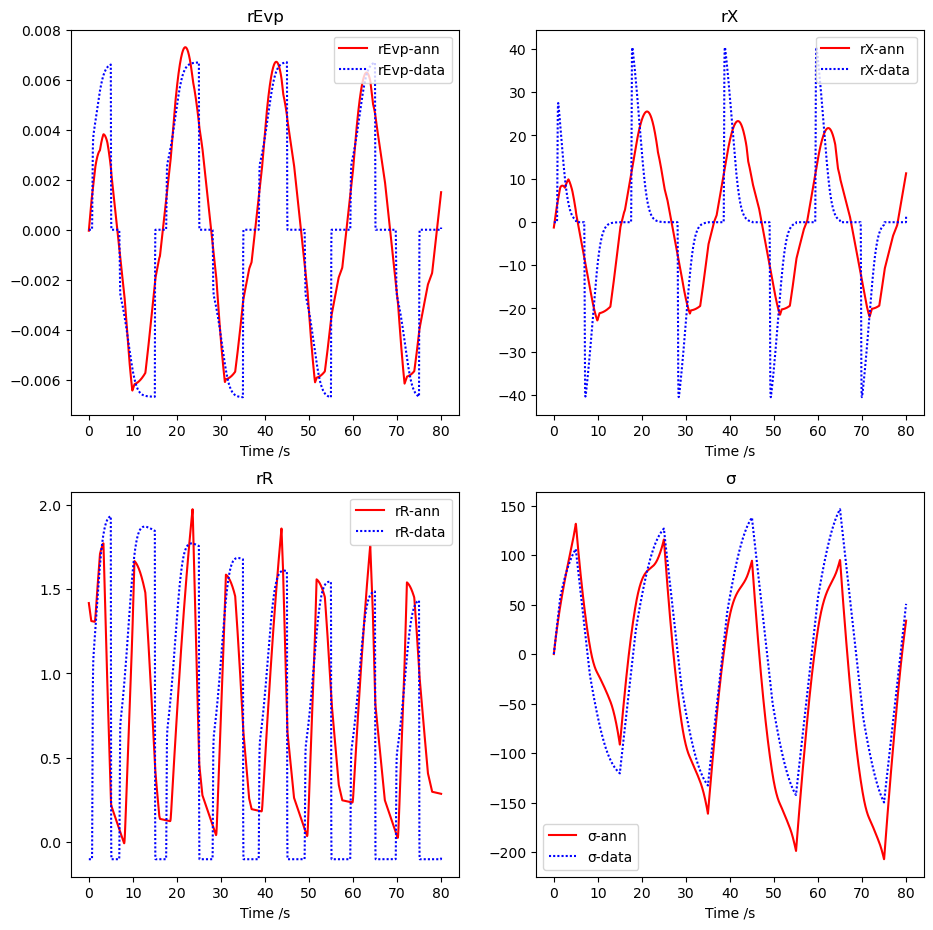 rEvp
0.008
0.006
0.004
0.002
0.000
−0.002
−0.004
−0.006
rEvp-ann
rEvp-data
0 10 20 30 40 50 60 70 80
Time /s
rX
40
30
20
10
0
−10
−20
−30
−40
rX-ann
rX-data
0 10 20 30 40 50 60 70 80
Time /s
rR
2.0
1.5
1.0
0.5
0.0
rR-ann
rR-data
0 10 20 30 40 50 60 70 80
Time /s
σ
150
100
50
0
−50
−100
−150
−200
σ-ann
σ-data
0 10 20 30 40 50 60 70 80
Time /s